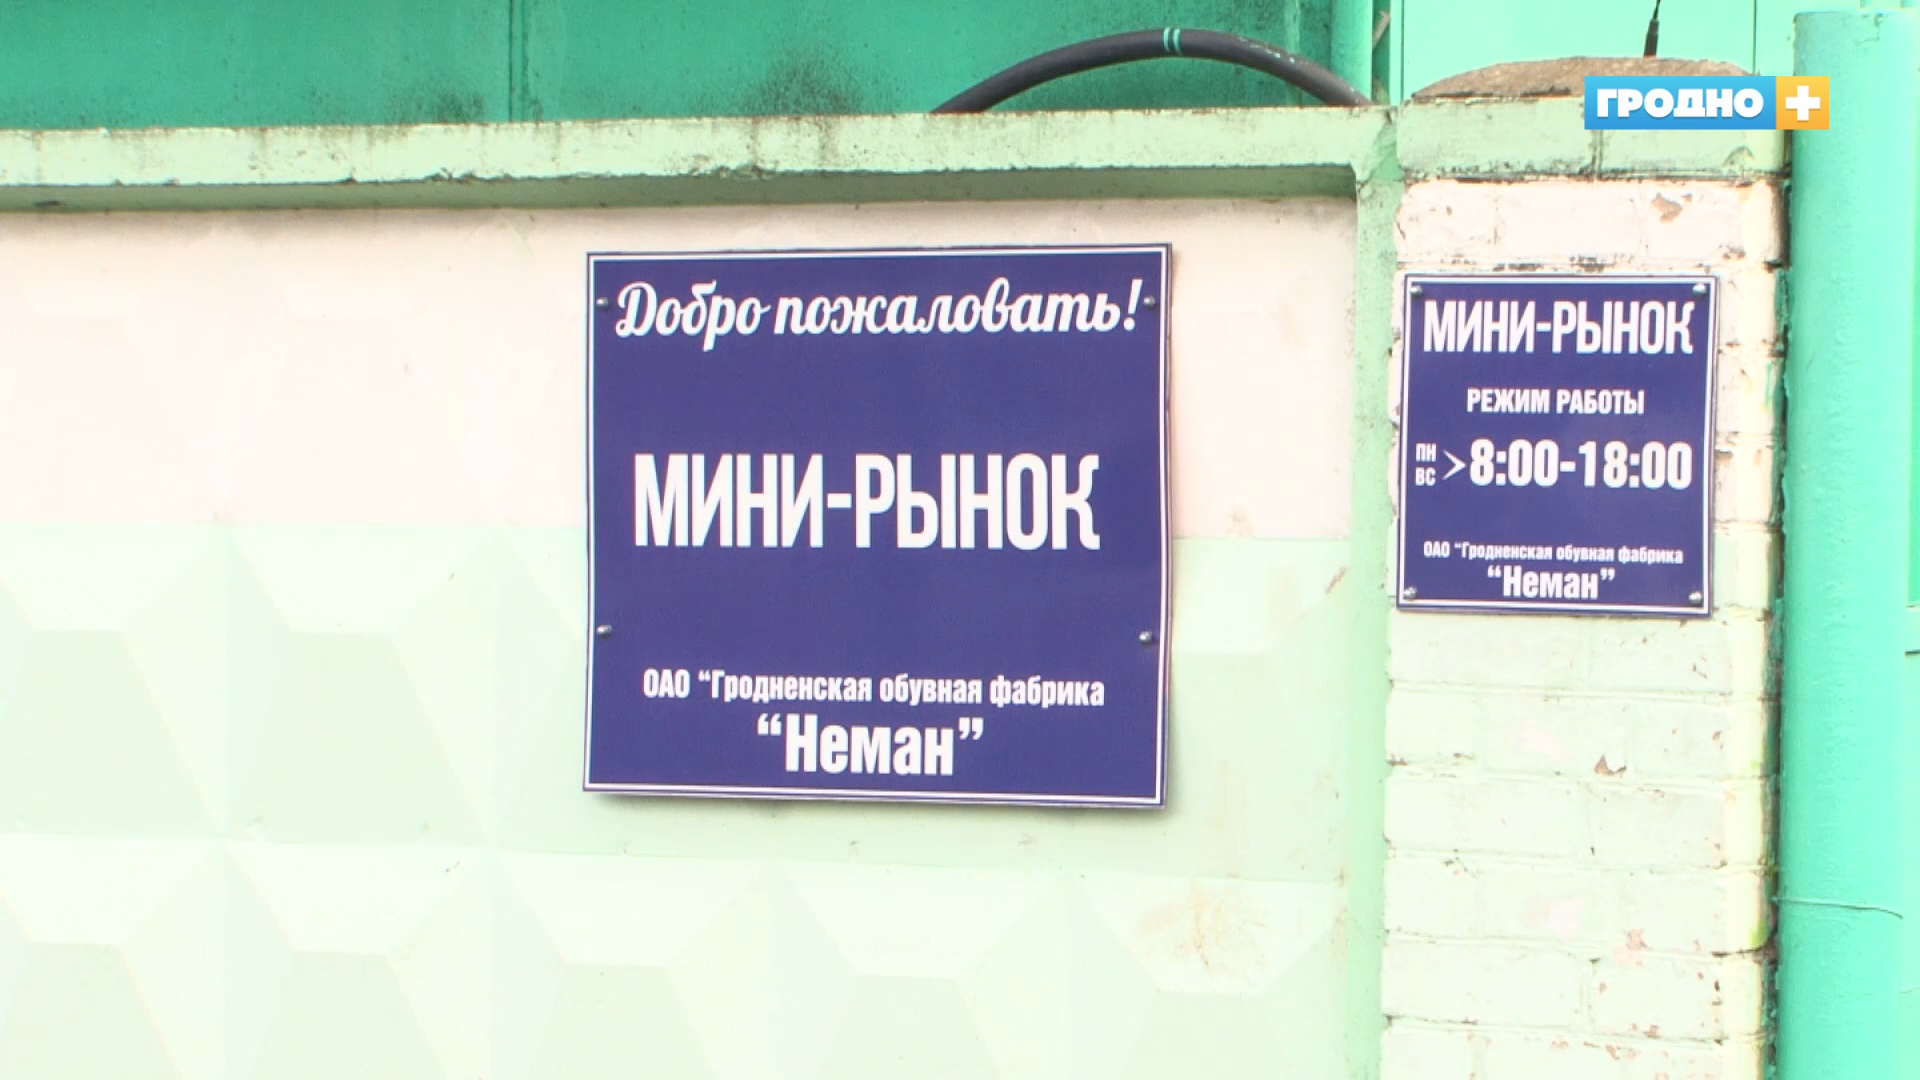 ГРОДНО +
Добро пожаловать!
МИНИ-РЫНОК
ОАО “Гродненская обувная фабрика
“Неман”
МИНИ-РЫНОК
РЕЖИМ РАБОТЫ
ПН
ВС >8:00-18:00
ОАО “Гродненская обувная фабрика
“Неман”